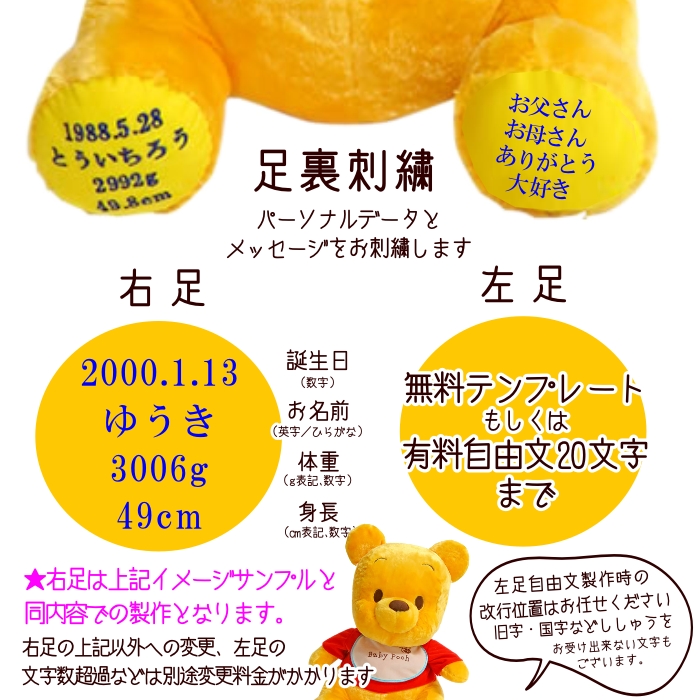 1988.5.28
とういちろう
2992g
49.8cm
お父さん
お母さん
ありがとう
大好き
足裏刺繍
パーソナルデータと
メッセージをお刺繍します
右足
左足
2000.1.13
ゆうき
3006g
49cm
誕生日
(数字)
お名前
(英字／ひらがな)
体重
(g表記、数字)
身長
(cm表記、数字)
無料テンプレート
もしくは
有料自由文20文字
まで
★右足は上記イメージサンプルと
同内容での製作となります。
右足の上記以外への変更、左足の
文字数超過などは別途変更料金がかかります
Baby Pooh
左足自由文製作時の
改行位置はお任せください
旧字・国字などししゅうを
お受け出来ない文字も
ございます。